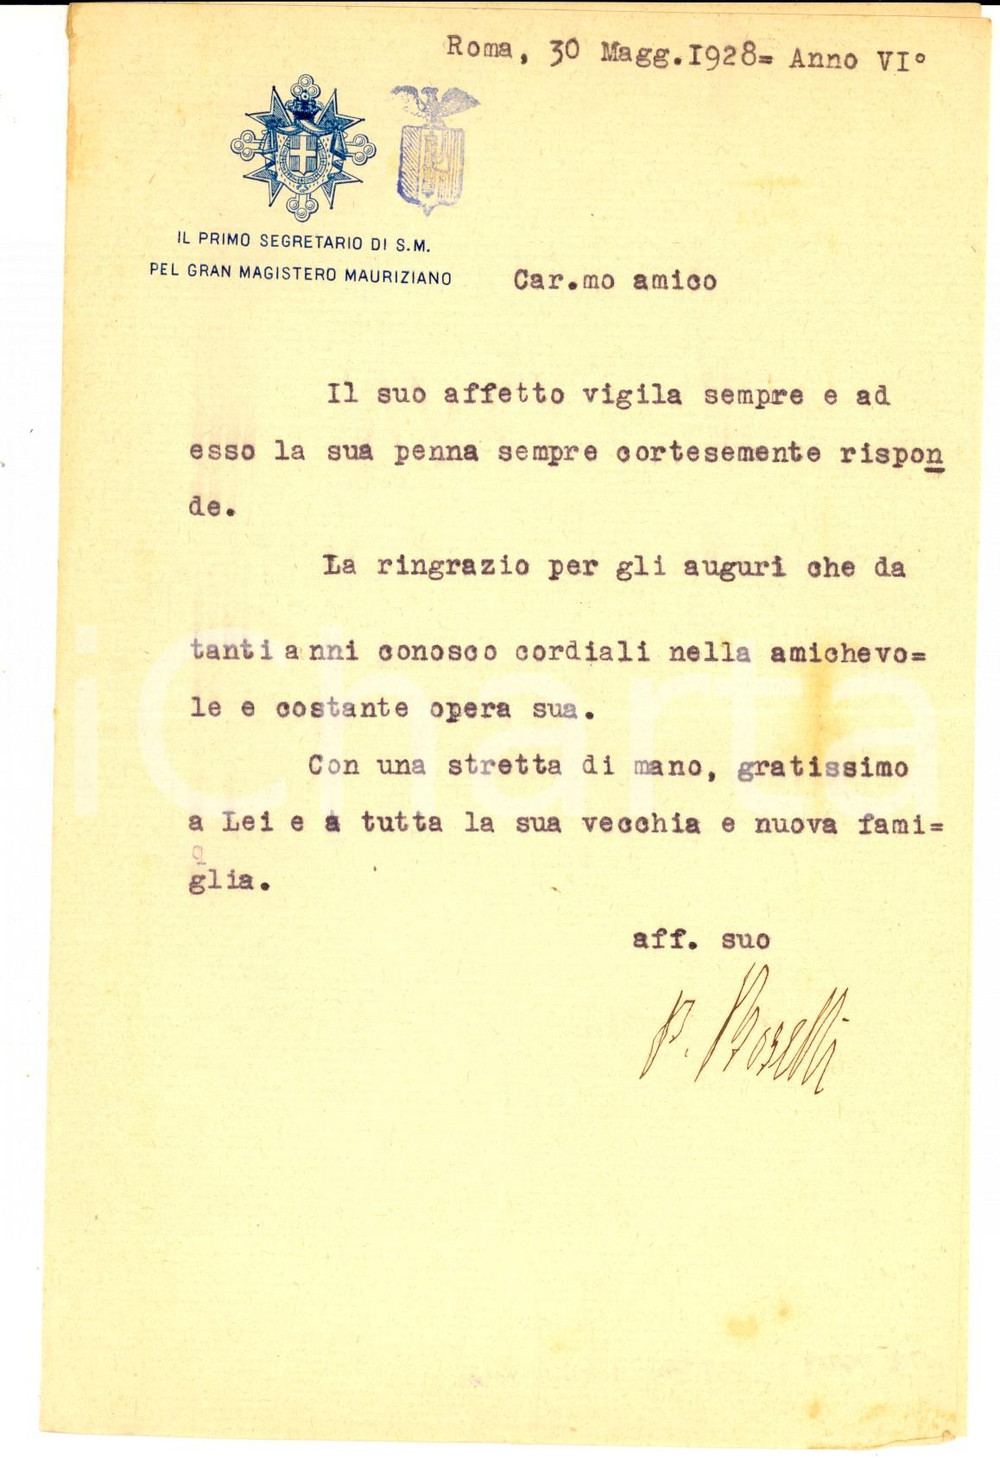 Roma, 30 Magg.1928= Anno VI°
IL PRIMO SEGRETARIO DI S.M.
PEL GRAN MAGISTERO MAURIZIANO
Car.mo amico
Il suo affetto vigila sempre e ad
esso la sua penna sempre cortesemente rispon
de.
La ringrazio per gli auguri che da
tanti anni conosco cordiali nella amichevo=
le e costante opera sua.
Con una stretta di mano, gratissimo
a Lei e a tutta la sua vecchia e nuova fami=
glia.
aff. suo
P. Boselli
iCharta